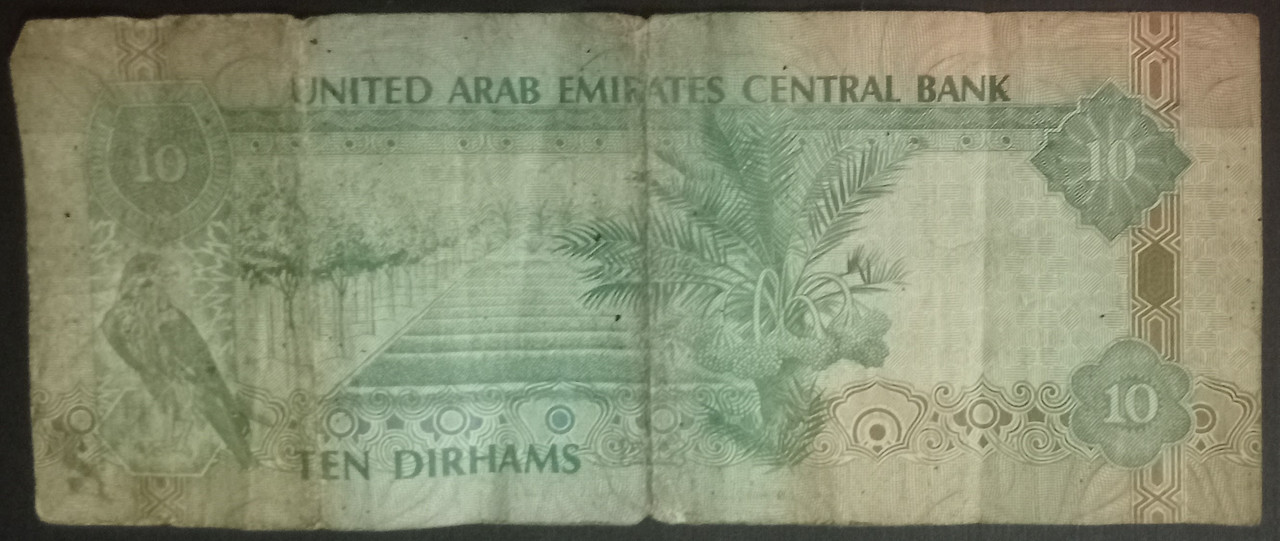 UNITED ARAB EMIRATES CENTRAL BANK
10
10
10
TEN DIRHAMS